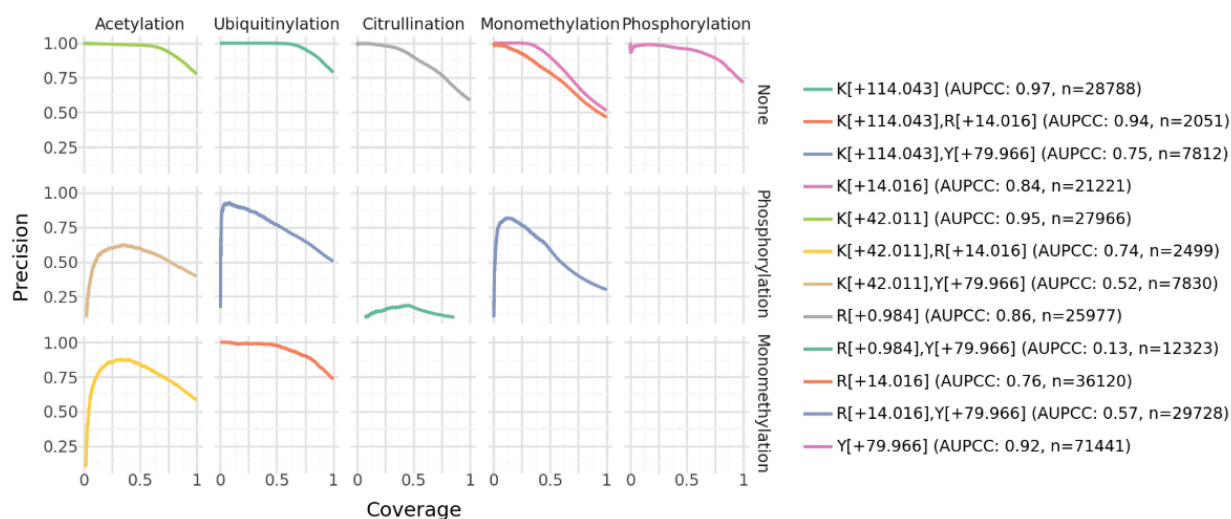 Acetylation Ubiquitinylation Citrullination Monomethylation Phosphorylation
1.00
0.75
0.50
0.25
None
1.00
0.75
0.50
0.25
Phosphorylation
1.00
0.75
0.50
0.25
Monomethylation
Precision
0 0.5 1 0 0.5 1 0 0.5 1 0 0.5 1 0 0.5 1
Coverage
K[+114.043] (AUPCC: 0.97, n=28788)
K[+114.043],R[+14.016] (AUPCC: 0.94, n=2051)
K[+114.043],Y[+79.966] (AUPCC: 0.75, n=7812)
K[+14.016] (AUPCC: 0.84, n=21221)
K[+42.011] (AUPCC: 0.95, n=27966)
K[+42.011],R[+14.016] (AUPCC: 0.74, n=2499)
K[+42.011],Y[+79.966] (AUPCC: 0.52, n=7830)
R[+0.984] (AUPCC: 0.86, n=25977)
R[+0.984],Y[+79.966] (AUPCC: 0.13, n=12323)
R[+14.016] (AUPCC: 0.76, n=36120)
R[+14.016],Y[+79.966] (AUPCC: 0.57, n=29728)
Y[+79.966] (AUPCC: 0.92, n=71441)